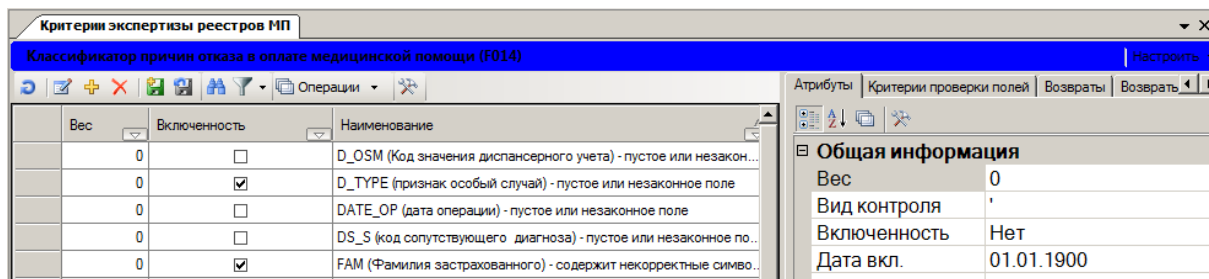 Критерии экспертизы реестров МП
Классификатор причин отказа в оплате медицинской помощи (F014)
Настроить
Операции
Атрибуты Критерии проверки полей Возвраты Возврать
Вес Включенность Наименование
0 D_OSM (Код значения диспансерного учета) - пустое или незакон...
0 D_TYPE (признак особый случай) - пустое или незаконное поле
0 DATE_OP (дата операции) - пустое или незаконное поле
0 DS_S (код сопутствующего диагноза) - пустое или незаконное по...
0 FAM (Фамилия застрахованного) - содержит некорректные симво...
Общая информация
Вес 0
Вид контроля '
Включенность Нет
Дата вкл. 01.01.1900